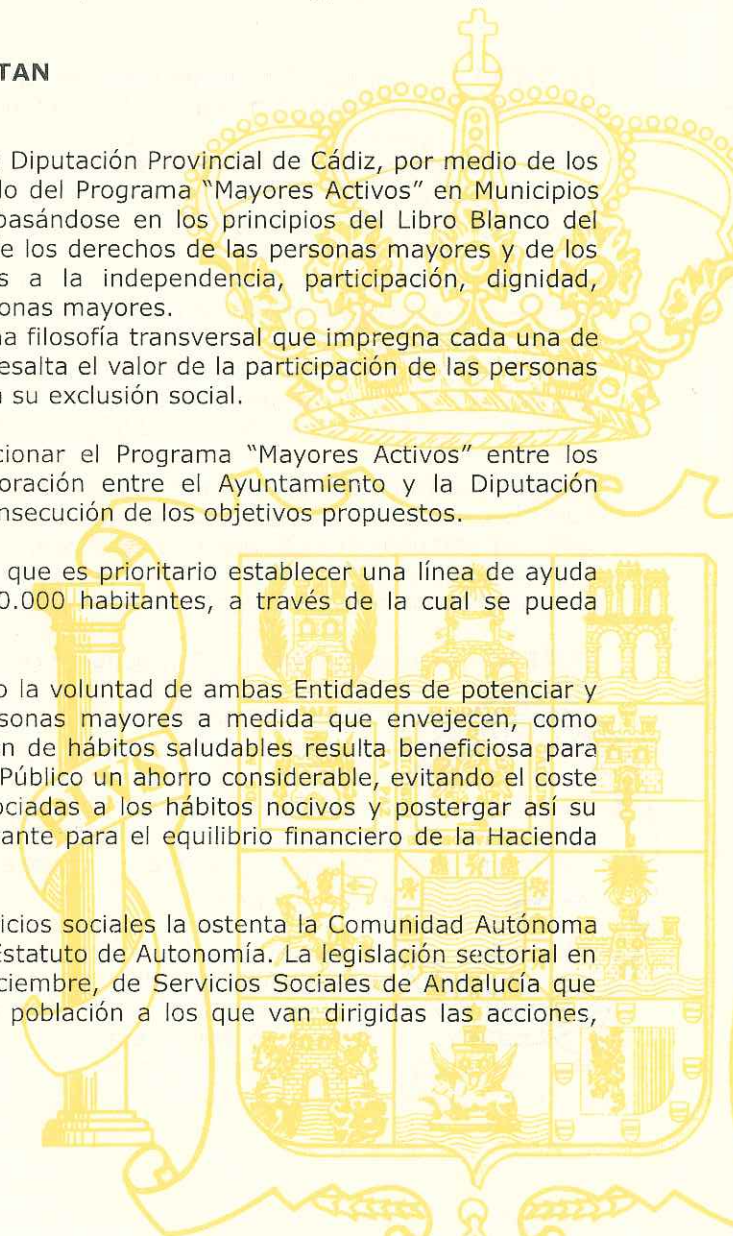 TAN
Diputación Provincial de Cádiz, por medio de los
lo del Programa "Mayores Activos" en Municipios
basándose en los principios del Libro Blanco del
e los derechos de las personas mayores y de los
s a la independencia, participación, dignidad,
onas mayores.
na filosofía transversal que impregna cada una de
esalta el valor de la participación de las personas
a su exclusión social.
cionar el Programa "Mayores Activos" entre los
oración entre el Ayuntamiento y la Diputación
nsecución de los objetivos propuestos.
que es prioritario establecer una línea de ayuda
0.000 habitantes, a través de la cual se pueda
o la voluntad de ambas Entidades de potenciar y
rsonas mayores a medida que envejecen, como
n de hábitos saludables resulta beneficiosa para
Público un ahorro considerable, evitando el coste
ociadas a los hábitos nocivos y postergar así su
ante para el equilibrio financiero de la Hacienda
icios sociales la ostenta la Comunidad Autónoma
Estatuto de Autonomía. La legislación sectorial en
ciembre, de Servicios Sociales de Andalucía que
población a los que van dirigidas las acciones,